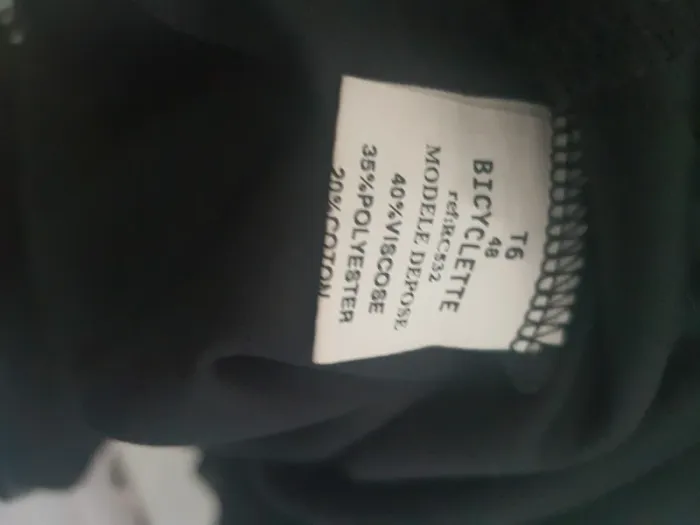 T6
48
BICYCLETTE
ref:RC532
MODELE DEPOSE
40%VISCOSE
35%POLYESTER
20%COTON